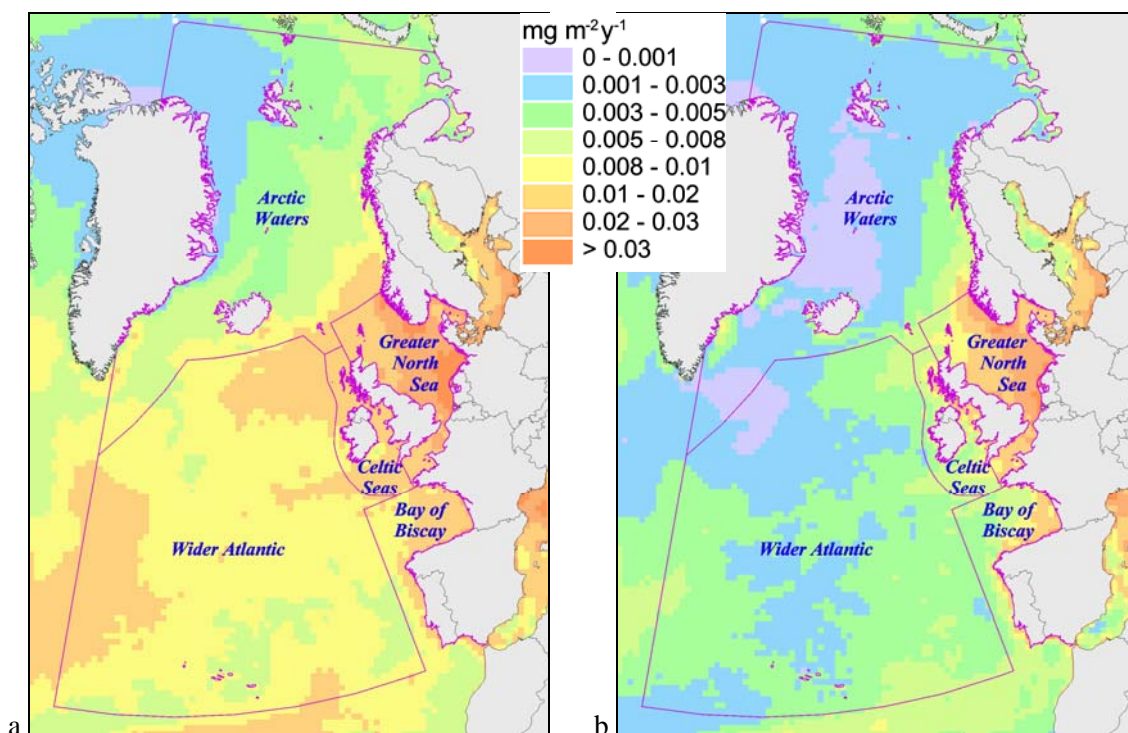 mg m⁻²y⁻¹
0 - 0.001
0.001 - 0.003
0.003 - 0.005
0.005 - 0.008
0.008 - 0.01
0.01 - 0.02
0.02 - 0.03
> 0.03
Arctic
Waters
Greater
North
Sea
Celtic
Seas
Bay of
Biscay
Wider Atlantic
a
Arctic
Waters
Greater
North
Sea
Celtic
Seas
Bay of
Biscay
Wider Atlantic
b